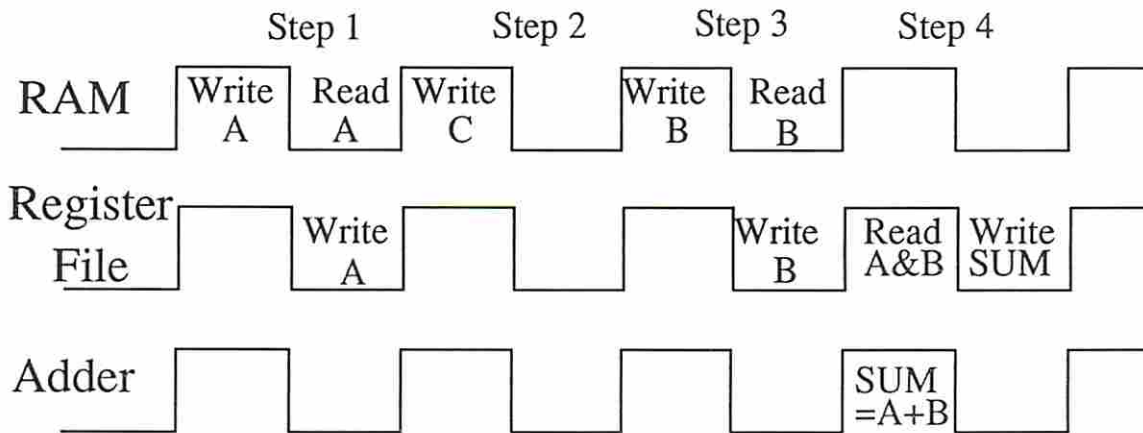 Step 1 Step 2 Step 3 Step 4
RAM
Write A
Read A
Write C
Write B
Read B
Register File
Write A
Write B
Read A&B
Write SUM
Adder
SUM =A+B